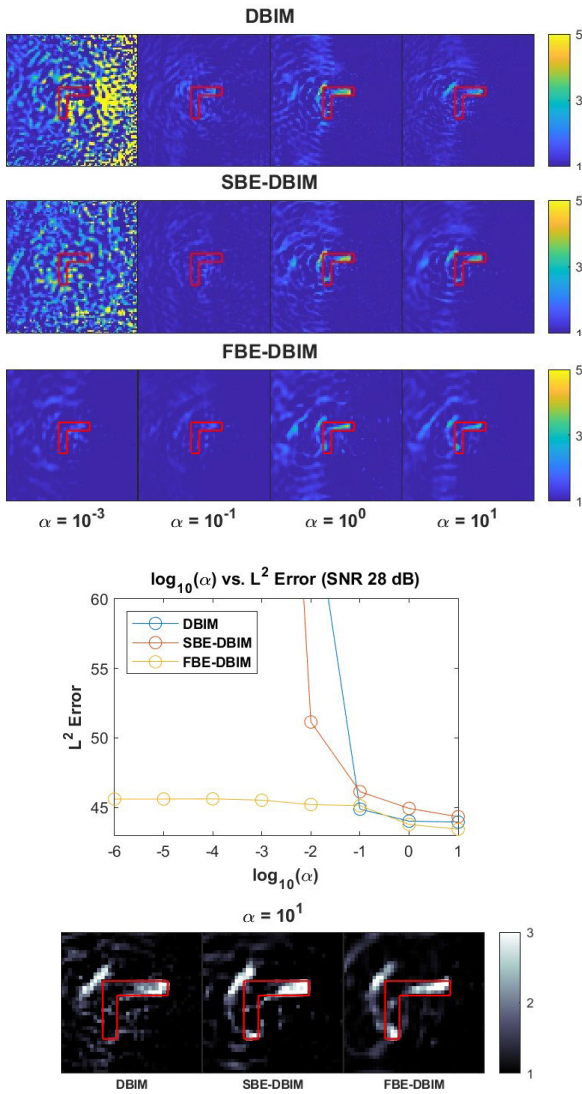 DBIM
5
3
1
SBE-DBIM
5
3
1
FBE-DBIM
5
3
1
α = 10-3 α = 10-1 α = 100 α = 101
log10(α) vs. L2 Error (SNR 28 dB)
60
55
50
45
L2 Error
DBIM
SBE-DBIM
FBE-DBIM
-6 -5 -4 -3 -2 -1 0 1
log10(α)
α = 101
3
2
1
DBIM SBE-DBIM FBE-DBIM